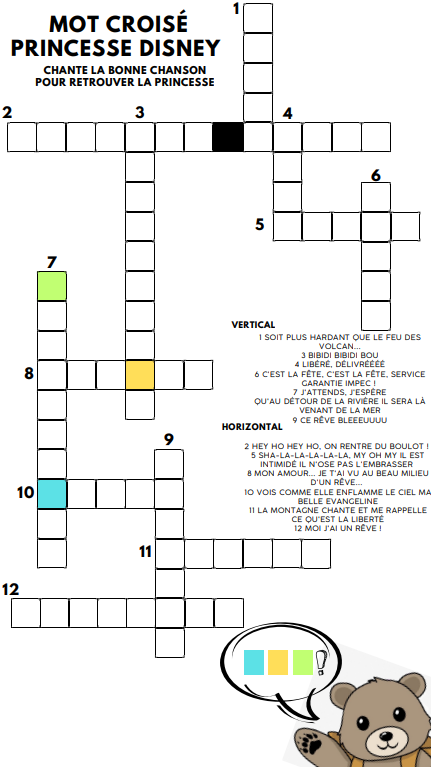 MOT CROISÉ
PRINCESSE DISNEY
CHANTE LA BONNE CHANSON
POUR RETROUVER LA PRINCESSE
1
2
3
4
5
6
7
8
9
10
11
12
VERTICAL
1 SOIT PLUS HARDANT QUE LE FEU DES
VOLCAN...
3 BIBIDI BIBIDI BOU
4 LIBÉRÉ, DÉLIVRÉÉÉÉ
6 C'EST LA FÊTE, C'EST LA FÊTE, SERVICE
GARANTIE IMPEC !
7 J'ATTENDS, J'ESPÈRE
QU'AU DÉTOUR DE LA RIVIÈRE IL SERA LÀ
VENANT DE LA MER
9 CE RÊVE BLEEEUUUU
HORIZONTAL
2 HEY HO HEY HO, ON RENTRE DU BOULOT !
5 SHA-LA-LA-LA-LA-LA, MY OH MY IL EST
INTIMIDÉ IL N'OSE PAS L'EMBRASSER
8 MON AMOUR... JE T'AI VU AU BEAU MILIEU
D'UN RÊVE...
10 VOIS COMME ELLE ENFLAMME LE CIEL MA
BELLE EVANGELINE
11 LA MONTAGNE CHANTE ET ME RAPPELLE
CE QU'EST LA LIBERTÉ
12 MOI J'AI UN RÊVE !
!